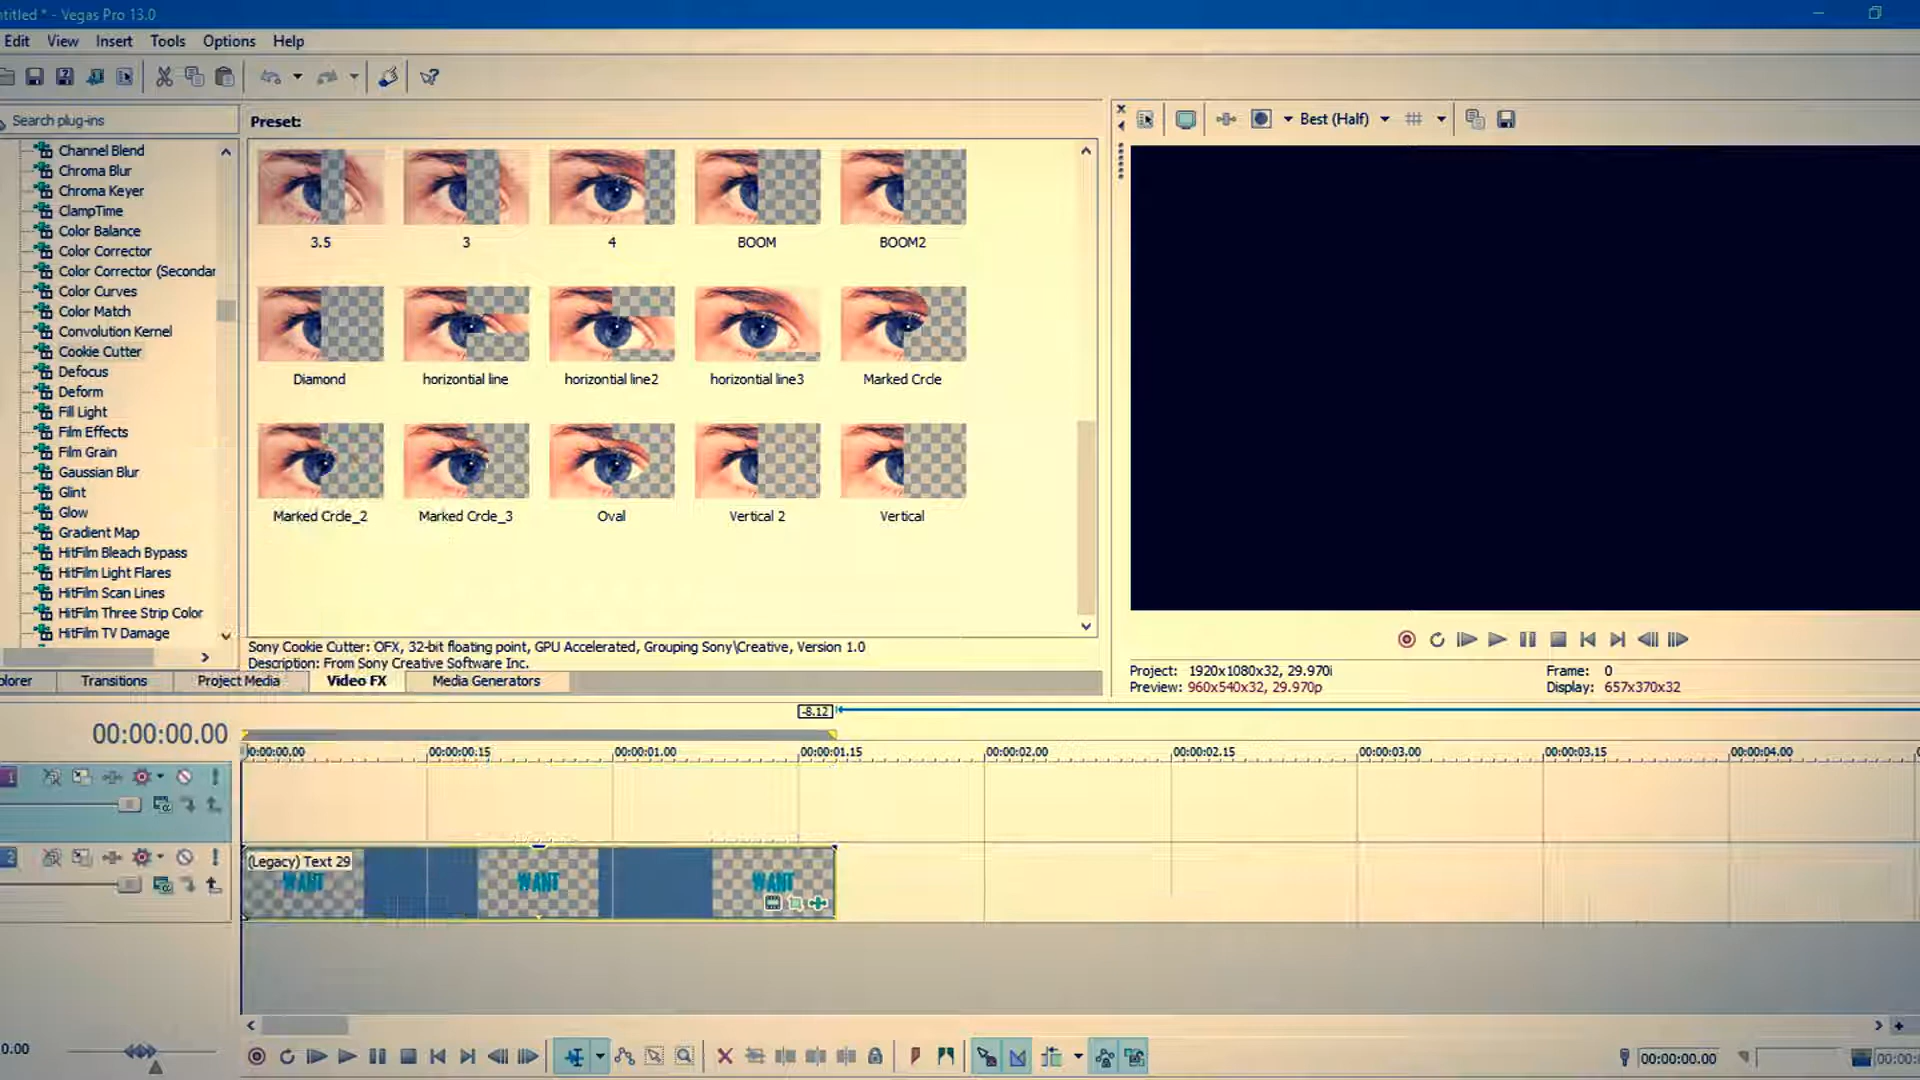 ntitled * - Vegas Pro 13.0
Edit View Insert Tools Options Help
Search plug-ins
Preset:
Best (Half)
Channel Blend
Chroma Blur
Chroma Keyer
ClampTime
Color Balance
Color Corrector
Color Corrector (Secondar
Color Curves
Color Match
Convolution Kernel
Cookie Cutter
Defocus
Deform
Fill Light
Film Effects
Film Grain
Gaussian Blur
Glint
Glow
Gradient Map
HitFilm Bleach Bypass
HitFilm Light Flares
HitFilm Scan Lines
HitFilm Three Strip Color
HitFilm TV Damage
3.5 3 4 BOOM BOOM2
Diamond horizontial line horizontial line2 horizontial line3 Marked Crcle
Marked Crcle_2 Marked Crcle_3 Oval Vertical 2 Vertical
Sony Cookie Cutter: OFX, 32-bit floating point, GPU Accelerated, Grouping Sony\Creative, Version 1.0
Description: From Sony Creative Software Inc.
plorer Transitions Project Media Video FX Media Generators
Project: 1920x1080x32, 29.970i Frame: 0
Preview: 960x540x32, 29.970p Display: 657x370x32
-8.12
00:00:00.00
00:00:00.00 00:00:00.15 00:00:01.00 00:00:01.15 00:00:02.00 00:00:02.15 00:00:03.00 00:00:03.15 00:00:04.00
1
2
(Legacy) Text 29
WANT WANT WANT
0.00
00:00:00.00 00:00:0